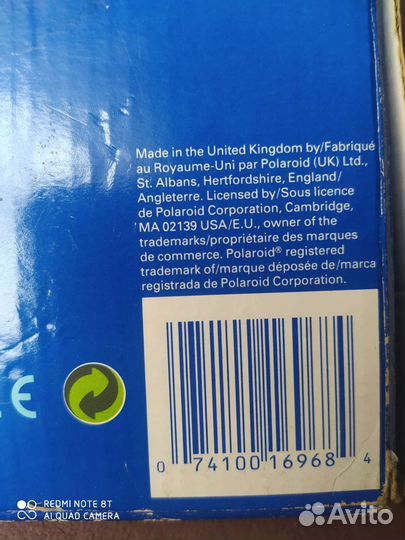 Made in the United Kingdom by/Fabriqué
au Royaume-Uni par Polaroid (UK) Ltd.,
St. Albans, Hertfordshire, England/
Angleterre. Licensed by/Sous licence
de Polaroid Corporation, Cambridge,
MA 02139 USA/E.U., owner of the
trademarks/propriétaire des marques
de commerce. Polaroid® registered
trademark of/marque déposée de/marca
registrada de Polaroid Corporation.
CE
0 74100 16968 4
REDMI NOTE 8T
AI QUAD CAMERA
Avito